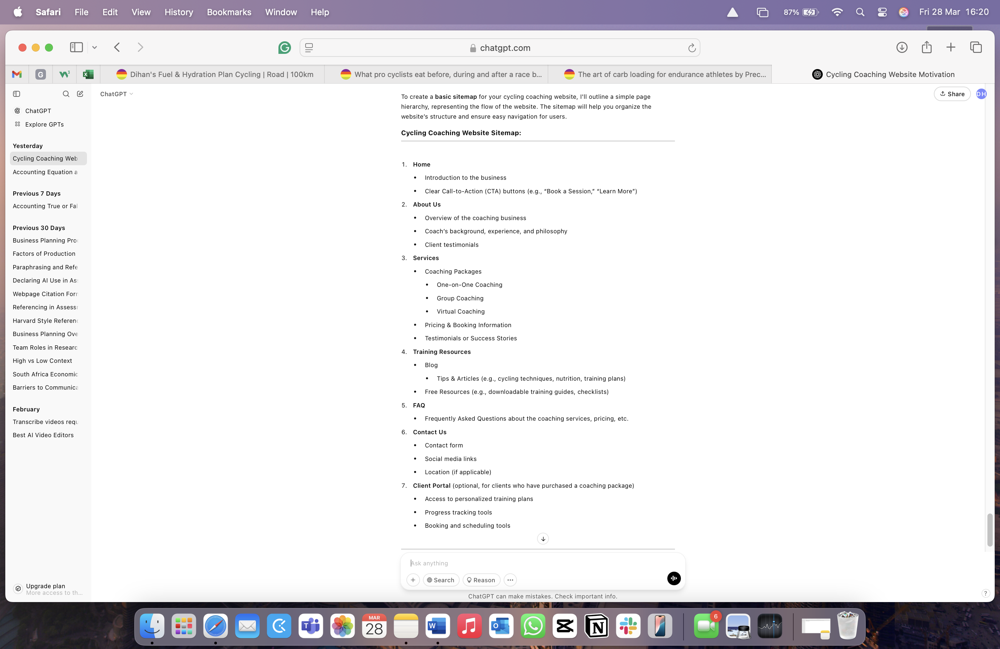 Safari File Edit View History Bookmarks Window Help 87% Fri 28 Mar 16:20
chatgpt.com
Dihan's Fuel & Hydration Plan Cycling | Road | 100km
What pro cyclists eat before, during and after a race b...
The art of carb loading for endurance athletes by Prec...
Cycling Coaching Website Motivation
ChatGPT
Explore GPTs
Yesterday
Cycling Coaching Web
Accounting Equation a
Previous 7 Days
Accounting True or Fal
Previous 30 Days
Business Planning Pro
Factors of Production
Paraphrasing and Refe
Declaring AI Use in As
Webpage Citation For
Referencing in Assess
Harvard Style Referen
Business Planning Ove
Team Roles in Researc
High vs Low Context
South Africa Economic
Barriers to Communica
February
Transcribe videos requ
Best AI Video Editors
Upgrade plan
More access to th...
ChatGPT
Share
DH
To create a basic sitemap for your cycling coaching website, I'll outline a simple page
hierarchy, representing the flow of the website. The sitemap will help you organize the
website's structure and ensure easy navigation for users.
Cycling Coaching Website Sitemap:
1. Home
• Introduction to the business
• Clear Call-to-Action (CTA) buttons (e.g., “Book a Session,” “Learn More”)
2. About Us
• Overview of the coaching business
• Coach’s background, experience, and philosophy
• Client testimonials
3. Services
• Coaching Packages
• One-on-One Coaching
• Group Coaching
• Virtual Coaching
• Pricing & Booking Information
• Testimonials or Success Stories
4. Training Resources
• Blog
• Tips & Articles (e.g., cycling techniques, nutrition, training plans)
• Free Resources (e.g., downloadable training guides, checklists)
5. FAQ
• Frequently Asked Questions about the coaching services, pricing, etc.
6. Contact Us
• Contact form
• Social media links
• Location (if applicable)
7. Client Portal (optional, for clients who have purchased a coaching package)
• Access to personalized training plans
• Progress tracking tools
• Booking and scheduling tools
Ask anything
Search
Reason
ChatGPT can make mistakes. Check important info.
?
MAR
28
6